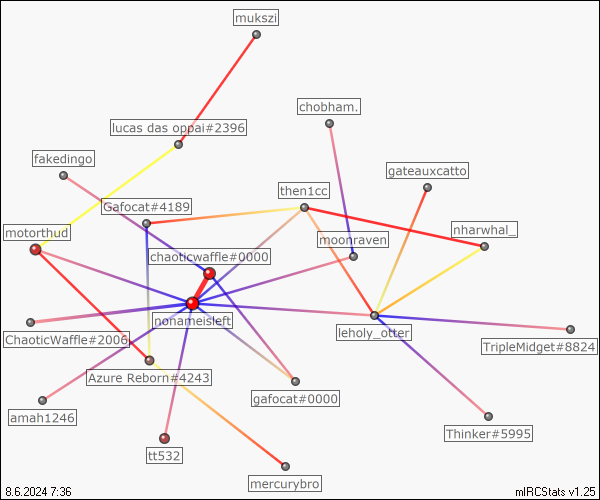 mukszi
chobham.
lucas das oppai#2396
fakedingo
gateauxcatto
then1cc
Gafocat#4189
motorthud
nharwhal_
moonraven
chaoticwaffle#0000
nonameisleft
ChaoticWaffle#2006
leholy_otter
TripleMidget#8824
Azure Reborn#4243
gafocat#0000
amah1246
Thinker#5995
tt532
mercurybro
8.6.2024 7:36
mIRCStats v1.25